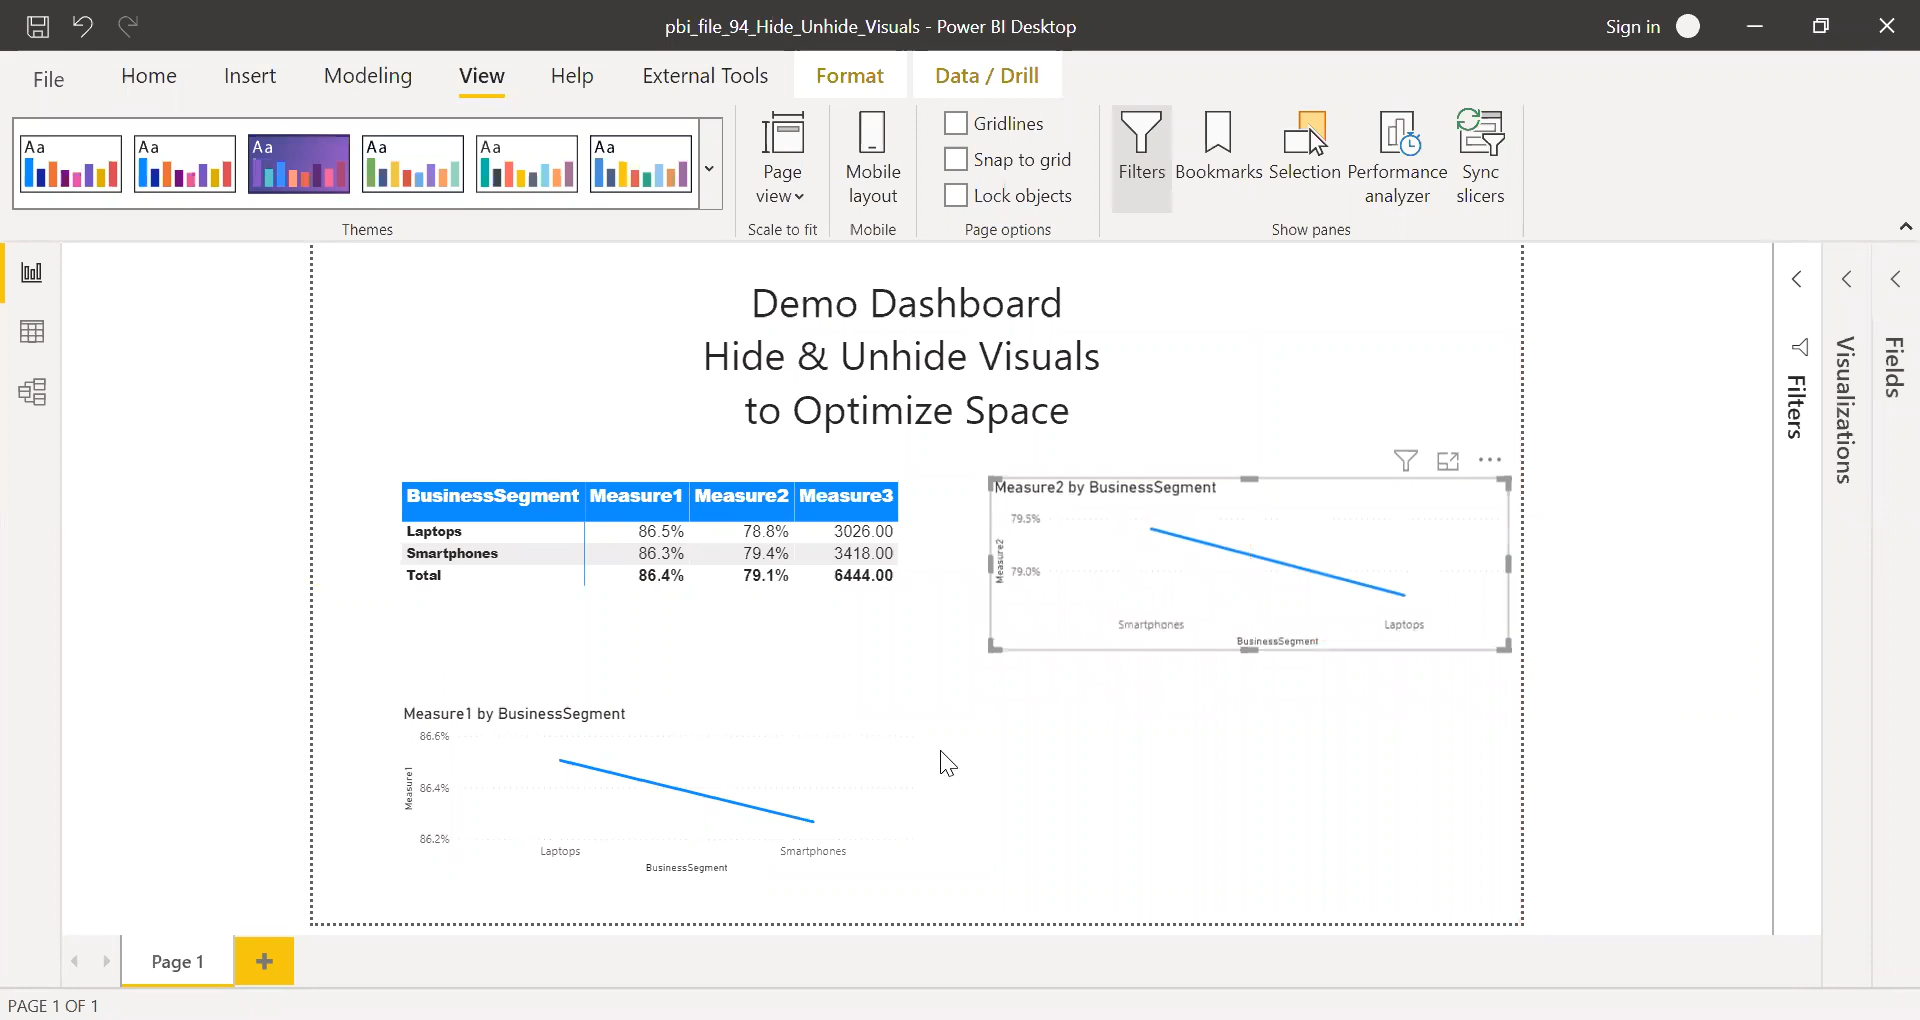 pbi_file_94_Hide_Unhide_Visuals - Power BI Desktop
Sign in
File Home Insert Modeling View Help External Tools Format Data / Drill
Aa Aa Aa Aa Aa Aa
Themes
Page
view
Scale to fit
Mobile
layout
Mobile
Gridlines
Snap to grid
Lock objects
Page options
Filters Bookmarks Selection Performance
analyzer
Sync
slicers
Show panes
Demo Dashboard
Hide & Unhide Visuals
to Optimize Space
BusinessSegment Measure1 Measure2 Measure3
Laptops 86.5% 78.8% 3026.00
Smartphones 86.3% 79.4% 3418.00
Total 86.4% 79.1% 6444.00
Measure2 by BusinessSegment
79.5%
Measure2
79.0%
Smartphones Laptops
BusinessSegment
Measure1 by BusinessSegment
86.6%
Measure1
86.4%
86.2%
Laptops Smartphones
BusinessSegment
Filters
Visualizations
Fields
Page 1
PAGE 1 OF 1